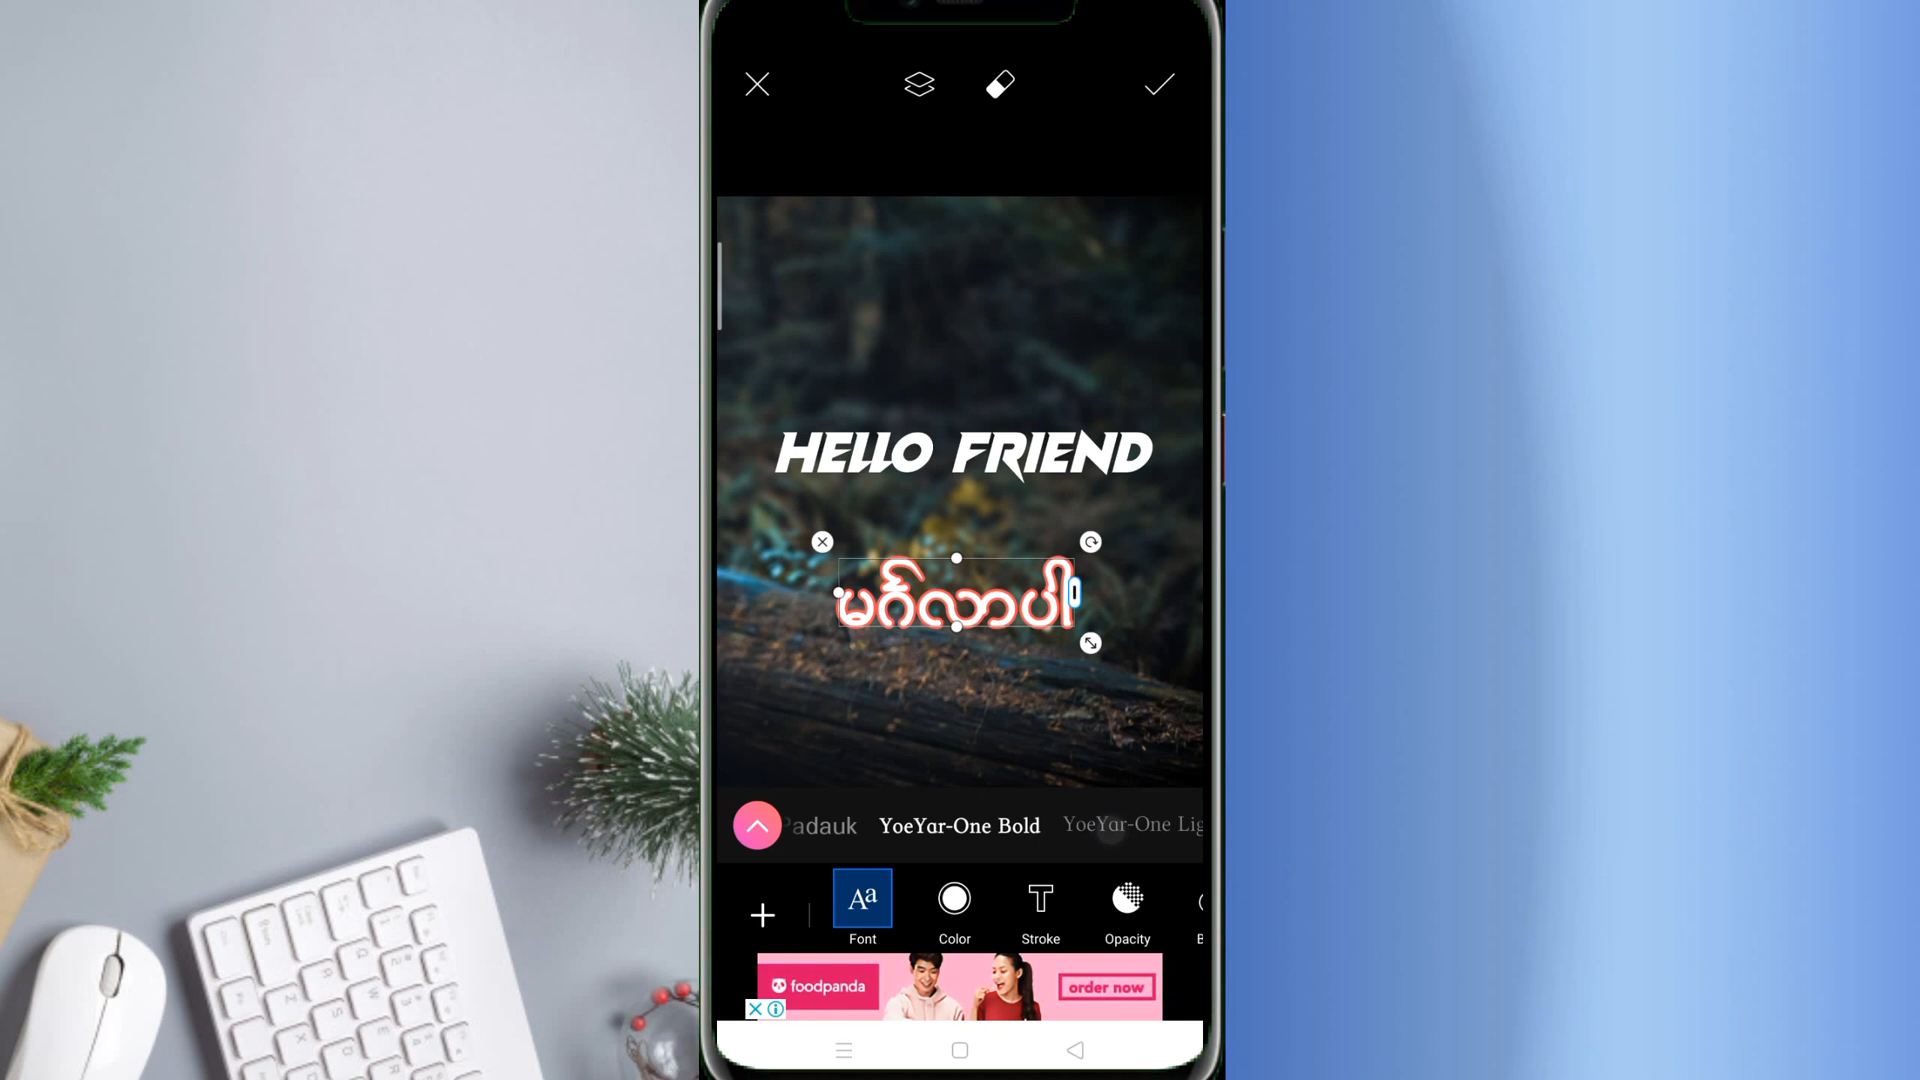 HELLO FRIEND
မင်္ဂလာပါ
Padauk YoeYar-One Bold YoeYar-One Lig
Aa
Font Color Stroke Opacity B
foodpanda order now